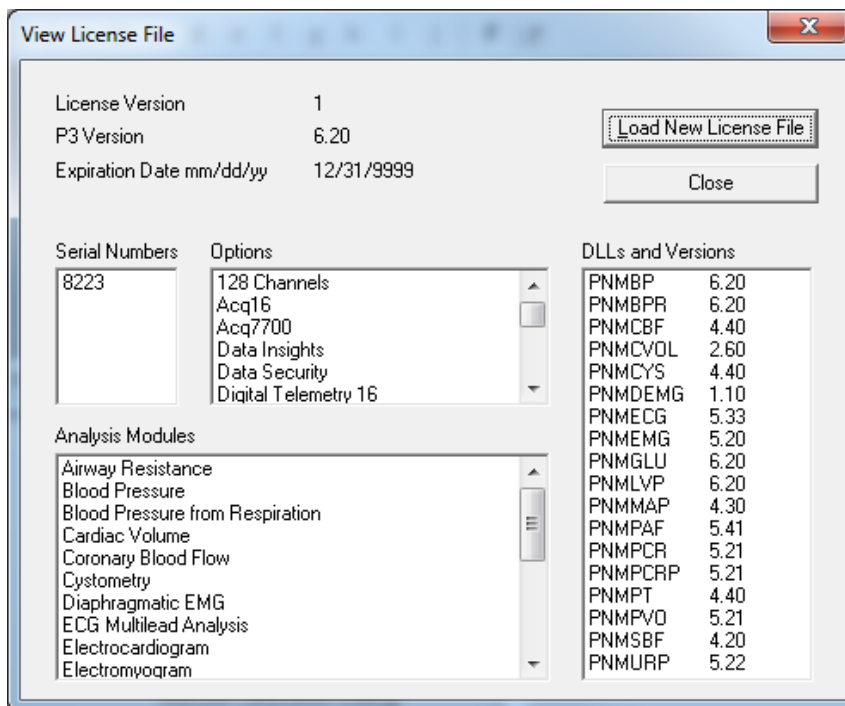 View License File
License Version 1
P3 Version 6.20
Expiration Date mm/dd/yy 12/31/9999
Load New License File
Close
Serial Numbers
8223
Options
128 Channels
Acq16
Acq7700
Data Insights
Data Security
Digital Telemetry 16
Analysis Modules
Airway Resistance
Blood Pressure
Blood Pressure from Respiration
Cardiac Volume
Coronary Blood Flow
Cystometry
Diaphragmatic EMG
ECG Multilead Analysis
Electrocardiogram
Electromyogram
DLLs and Versions
PNMBP 6.20
PNMBPR 6.20
PNMCBF 4.40
PNMCVOL 2.60
PNMCYS 4.40
PNMDEMG 1.10
PNMECG 5.33
PNMEMG 5.20
PNMGLU 6.20
PNMLVP 6.20
PNMMAP 4.30
PNMPAF 5.41
PNMPCR 5.21
PNMPCRP 5.21
PNMPT 4.40
PNMPVO 5.21
PNMSBF 4.20
PNMURP 5.22